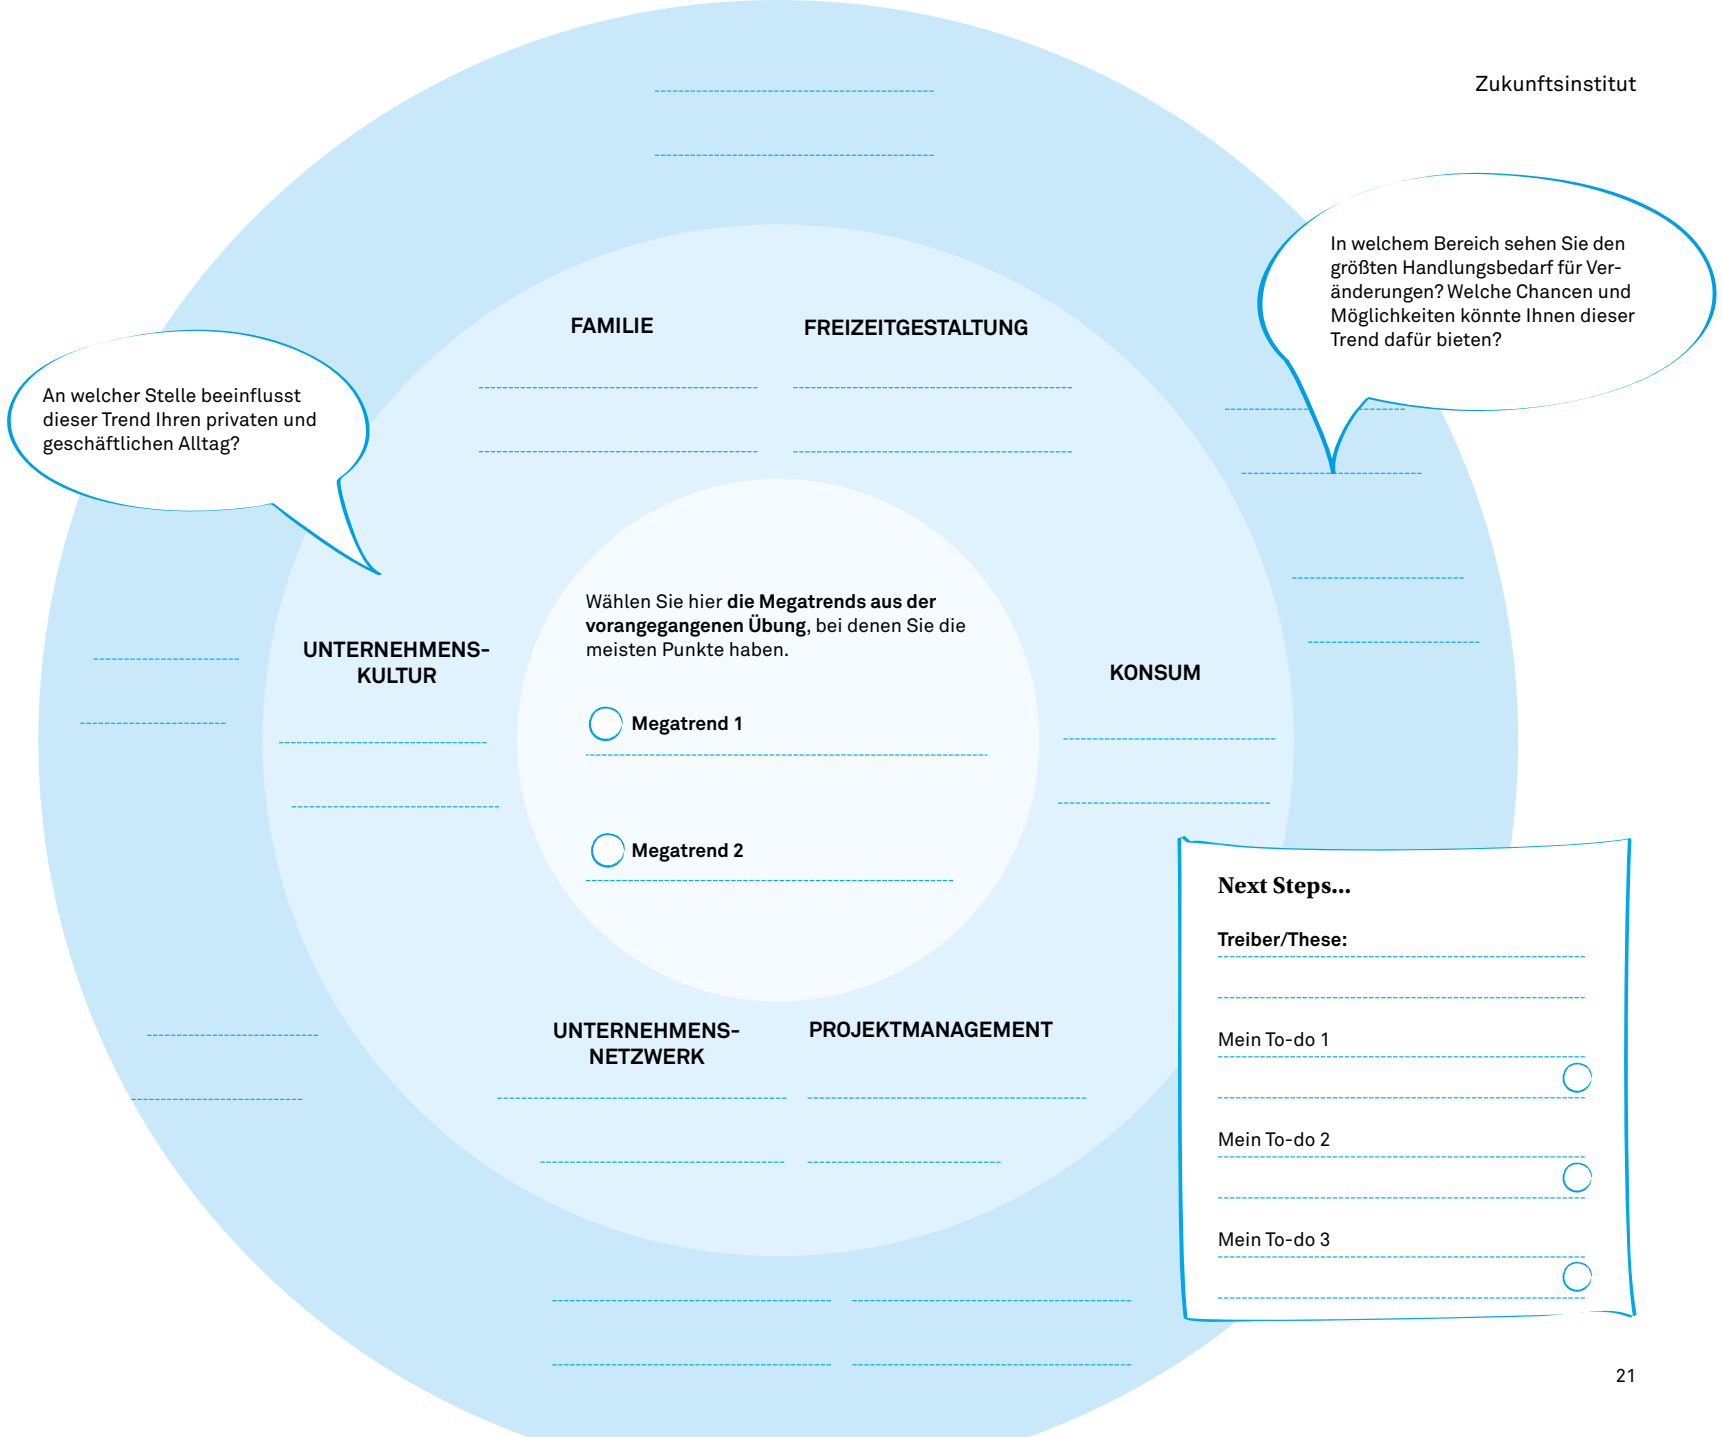 Zukunftsinstitut
In welchem Bereich sehen Sie den
größten Handlungsbedarf für Ver-
änderungen? Welche Chancen und
Möglichkeiten könnte Ihnen dieser
Trend dafür bieten?
FAMILIE
FREIZEITGESTALTUNG
An welcher Stelle beeinflusst
dieser Trend Ihren privaten und
geschäftlichen Alltag?
Wählen Sie hier die Megatrends aus der
vorangegangenen Übung, bei denen Sie die
meisten Punkte haben.
UNTERNEHMENS-
KULTUR
KONSUM
Megatrend 1
Megatrend 2
Next Steps...
Treiber/These:
UNTERNEHMENS-
NETZWERK
PROJEKTMANAGEMENT
Mein To-do 1
Mein To-do 2
Mein To-do 3
21